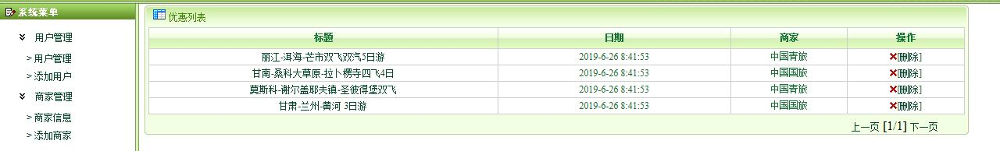 系统菜单
用户管理
> 用户管理
> 添加用户
商家管理
> 商家信息
> 添加商家
优惠列表
标题 日期 商家 操作
丽江-洱海-芒市双飞双汽5日游 2019-6-26 8:41:53 中国青旅 [删除]
甘南-桑科大草原-拉卜楞寺四飞4日 2019-6-26 8:41:53 中国国旅 [删除]
莫斯科-谢尔盖耶夫镇-圣彼得堡双飞 2019-6-26 8:41:53 中国青旅 [删除]
甘肃-兰州-黄河 3日游 2019-6-26 8:41:53 中国国旅 [删除]
上一页 [1/1] 下一页